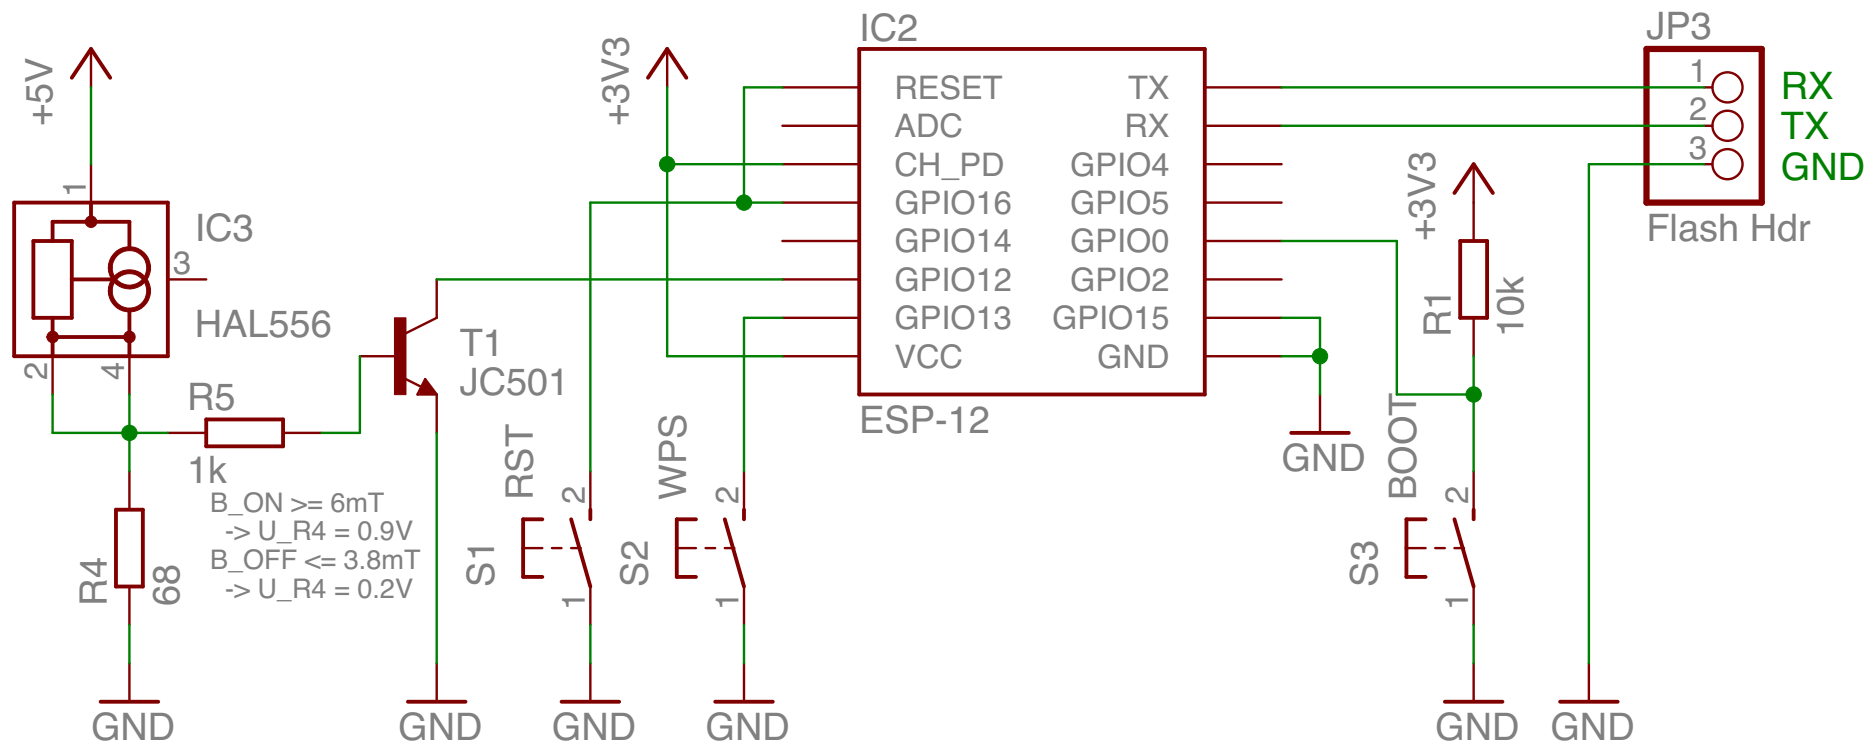 +5V
1
IC3
3
HAL556
2
4
R5
1k
B_ON >= 6mT
-> U_R4 = 0.9V
B_OFF <= 3.8mT
-> U_R4 = 0.2V
R4
68
GND
T1
JC501
GND
RST
S1
2
1
GND
WPS
S2
2
1
GND
+3V3
IC2
RESET
ADC
CH_PD
GPIO16
GPIO14
GPIO12
GPIO13
VCC
TX
RX
GPIO4
GPIO5
GPIO0
GPIO2
GPIO15
GND
ESP-12
GND
+3V3
R1
10k
BOOT
S3
2
1
GND
JP3
1 RX
2 TX
3 GND
Flash Hdr
GND